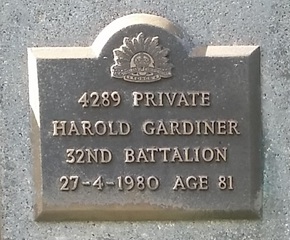 4289 PRIVATE
HAROLD GARDINER
32ND BATTALION
27-4-1980 AGE 81